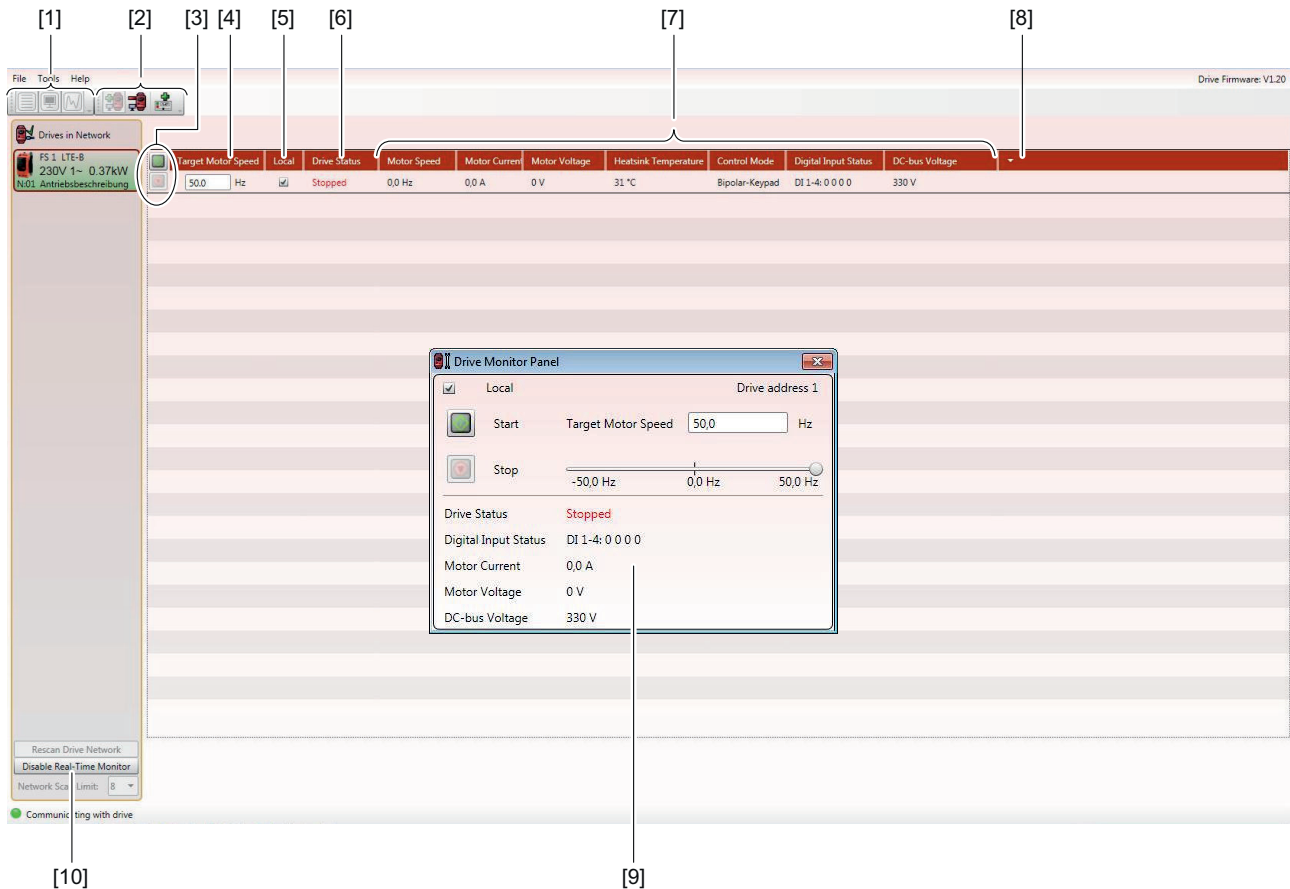 [1] [2] [3] [4] [5] [6] [7] [8]
File Tools Help
Drive Firmware: V1.20
Drives in Network
FS 1 LTE-B
230V 1~ 0.37kW
N:01 Antriebsbeschreibung
Target Motor Speed Local Drive Status Motor Speed Motor Current Motor Voltage Heatsink Temperature Control Mode Digital Input Status DC-bus Voltage
50.0 Hz Stopped 0,0 Hz 0,0 A 0 V 31 °C Bipolar-Keypad DI 1-4: 0 0 0 0 330 V
Drive Monitor Panel
Local Drive address 1
Start Target Motor Speed 50,0 Hz
Stop
-50,0 Hz 0,0 Hz 50,0 Hz
Drive Status Stopped
Digital Input Status DI 1-4: 0 0 0 0
Motor Current 0,0 A
Motor Voltage 0 V
DC-bus Voltage 330 V
Rescan Drive Network
Disable Real-Time Monitor
Network Scan Limit: 8
Communicating with drive
[10] [9]